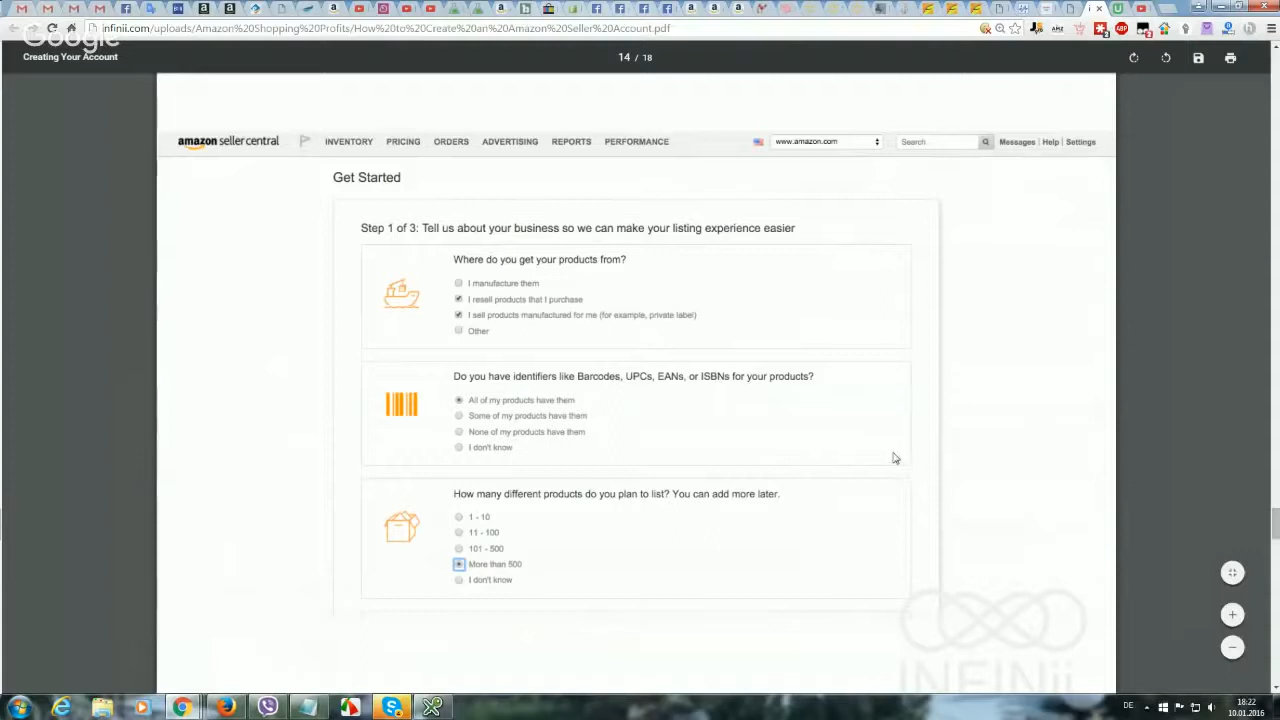 infinii.com/uploads/Amazon%20Shopping%20Profits/How%20to%20Create%20an%20Amazon%20Seller%20Account.pdf
Google
Creating Your Account
14 / 18
amazon seller central
INVENTORY PRICING ORDERS ADVERTISING REPORTS PERFORMANCE
www.amazon.com
Search
Messages | Help | Settings
Get Started
Step 1 of 3: Tell us about your business so we can make your listing experience easier
Where do you get your products from?
I manufacture them
I resell products that I purchase
I sell products manufactured for me (for example, private label)
Other
Do you have identifiers like Barcodes, UPCs, EANs, or ISBNs for your products?
All of my products have them
Some of my products have them
None of my products have them
I don't know
How many different products do you plan to list? You can add more later.
1 - 10
11 - 100
101 - 500
More than 500
I don't know
INFINii
DE
18:22
10.01.2016